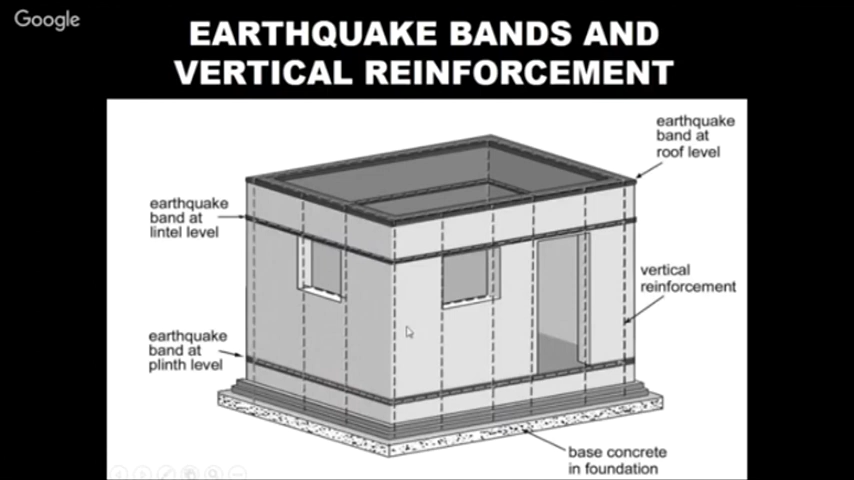 Google
EARTHQUAKE BANDS AND
VERTICAL REINFORCEMENT
earthquake
band at
roof level
earthquake
band at
lintel level
vertical
reinforcement
earthquake
band at
plinth level
base concrete
in foundation